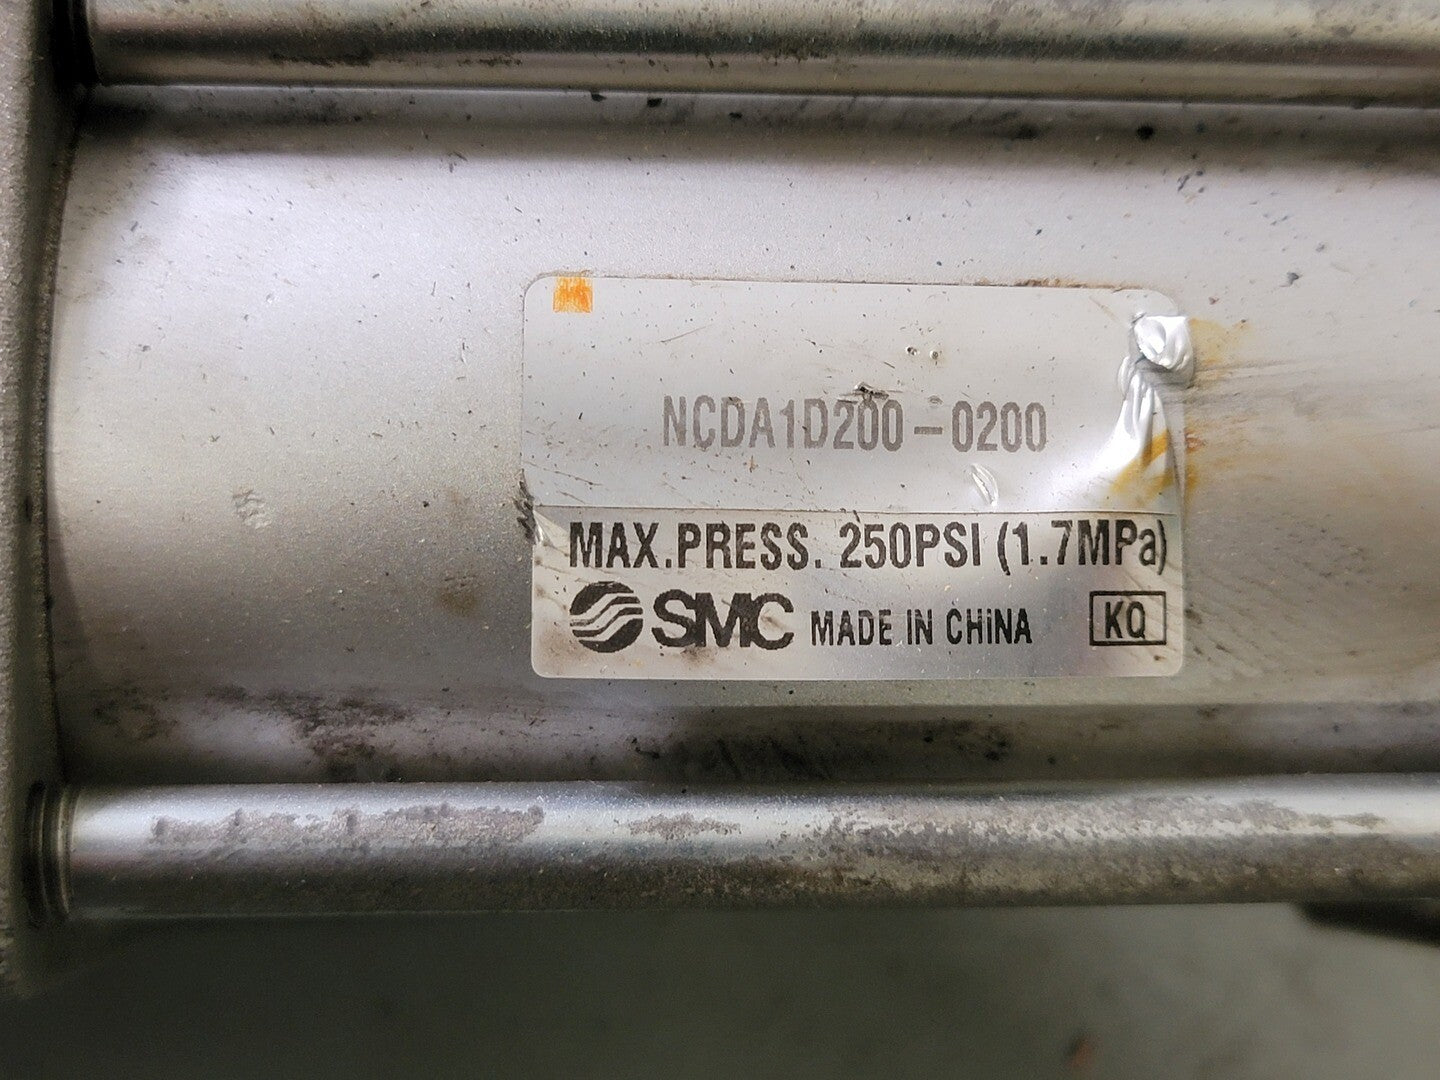 NCDA1D200-0200
MAX.PRESS. 250PSI (1.7MPa)
SMC MADE IN CHINA KQ